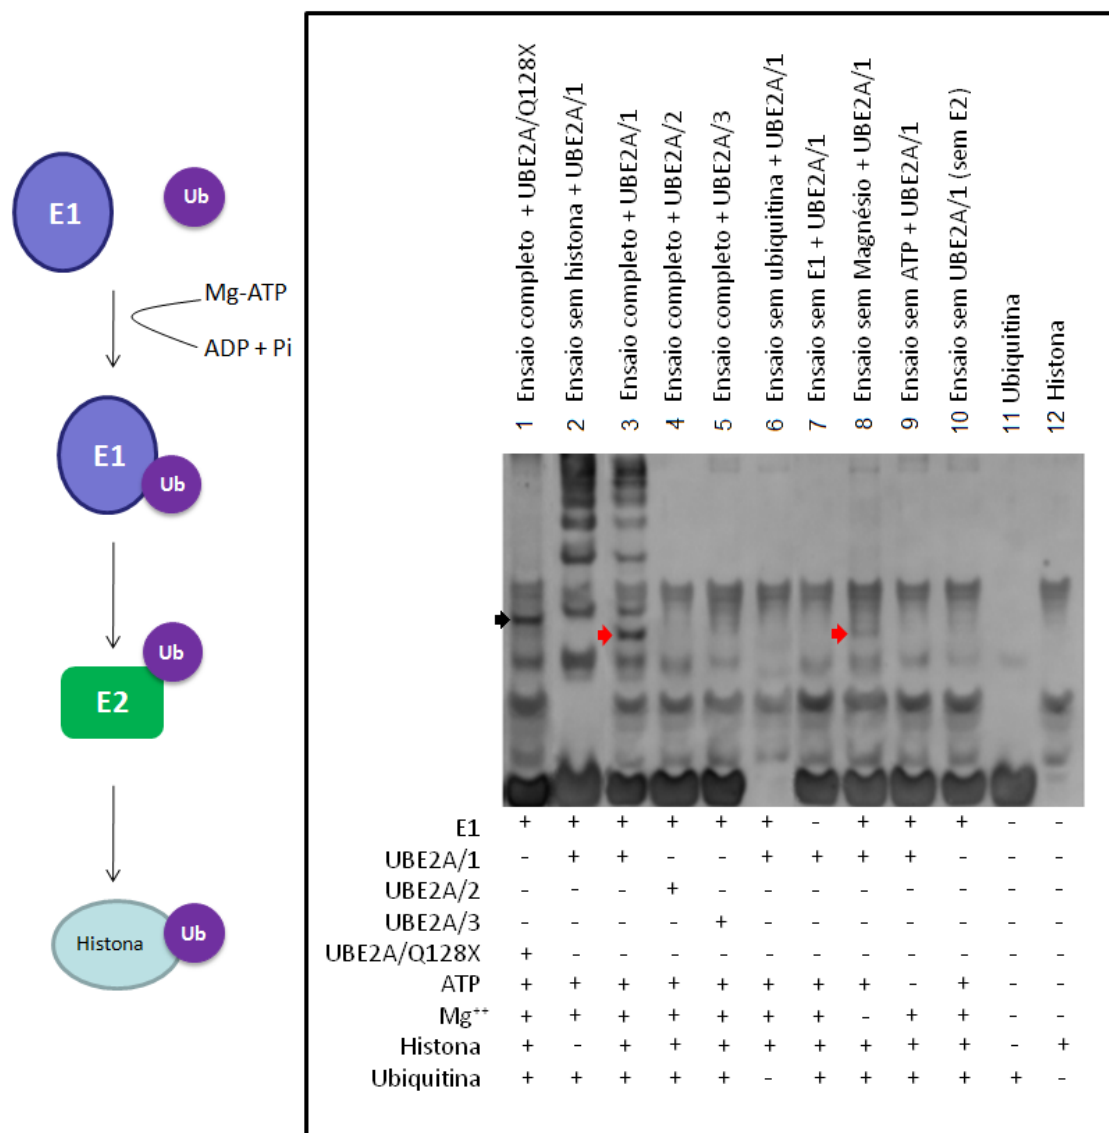 E1
Ub
Mg-ATP
ADP + Pi
E1
Ub
Ub
E2
Histona
Ub
1 Ensaio completo + UBE2A/Q128X
2 Ensaio sem histona + UBE2A/1
3 Ensaio completo + UBE2A/1
4 Ensaio completo + UBE2A/2
5 Ensaio completo + UBE2A/3
6 Ensaio sem ubiquitina + UBE2A/1
7 Ensaio sem E1 + UBE2A/1
8 Ensaio sem Magnésio + UBE2A/1
9 Ensaio sem ATP + UBE2A/1
10 Ensaio sem UBE2A/1 (sem E2)
11 Ubiquitina
12 Histona
E1 + + + + + + - + + + - -
UBE2A/1 - + + - - + + + + - - -
UBE2A/2 - - - + - - - - - - - -
UBE2A/3 - - - - + - - - - - - -
UBE2A/Q128X + - - - - - - - - - - -
ATP + + + + + + + + - + - -
Mg⁺⁺ + + + + + + + - + + - -
Histona + - + + + + + + + + - +
Ubiquitina + + + + + - + + + + + -